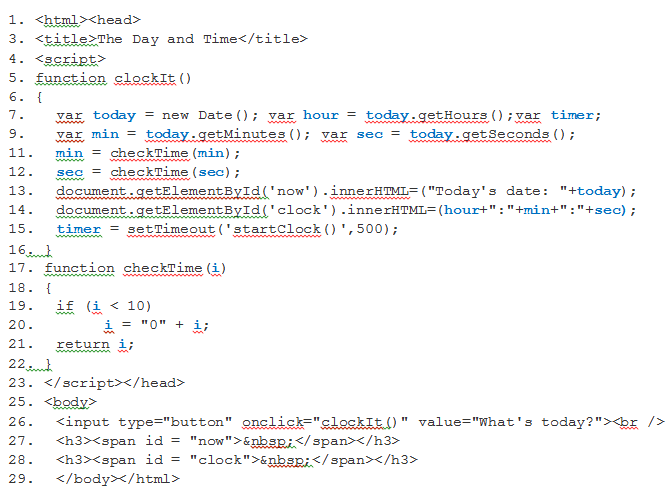 1. <html><head>
3. <title>The Day and Time</title>
4. <script>
5. function clockIt()
6. {
7. var today = new Date(); var hour = today.getHours();var timer;
9. var min = today.getMinutes(); var sec = today.getSeconds();
11. min = checkTime(min);
12. sec = checkTime(sec);
13. document.getElementById('now').innerHTML=("Today's date: "+today);
14. document.getElementById('clock').innerHTML=(hour+":"+min+":"+sec);
15. timer = setTimeout('startClock()',500);
16. }
17. function checkTime(i)
18. {
19. if (i < 10)
20. i = "0" + i;
21. return i;
22. }
23. </script></head>
25. <body>
26. <input type="button" onclick="clockIt()" value="What's today?"><br />
27. <h3><span id = "now">&nbsp;</span></h3>
28. <h3><span id = "clock">&nbsp;</span></h3>
29. </body></html>